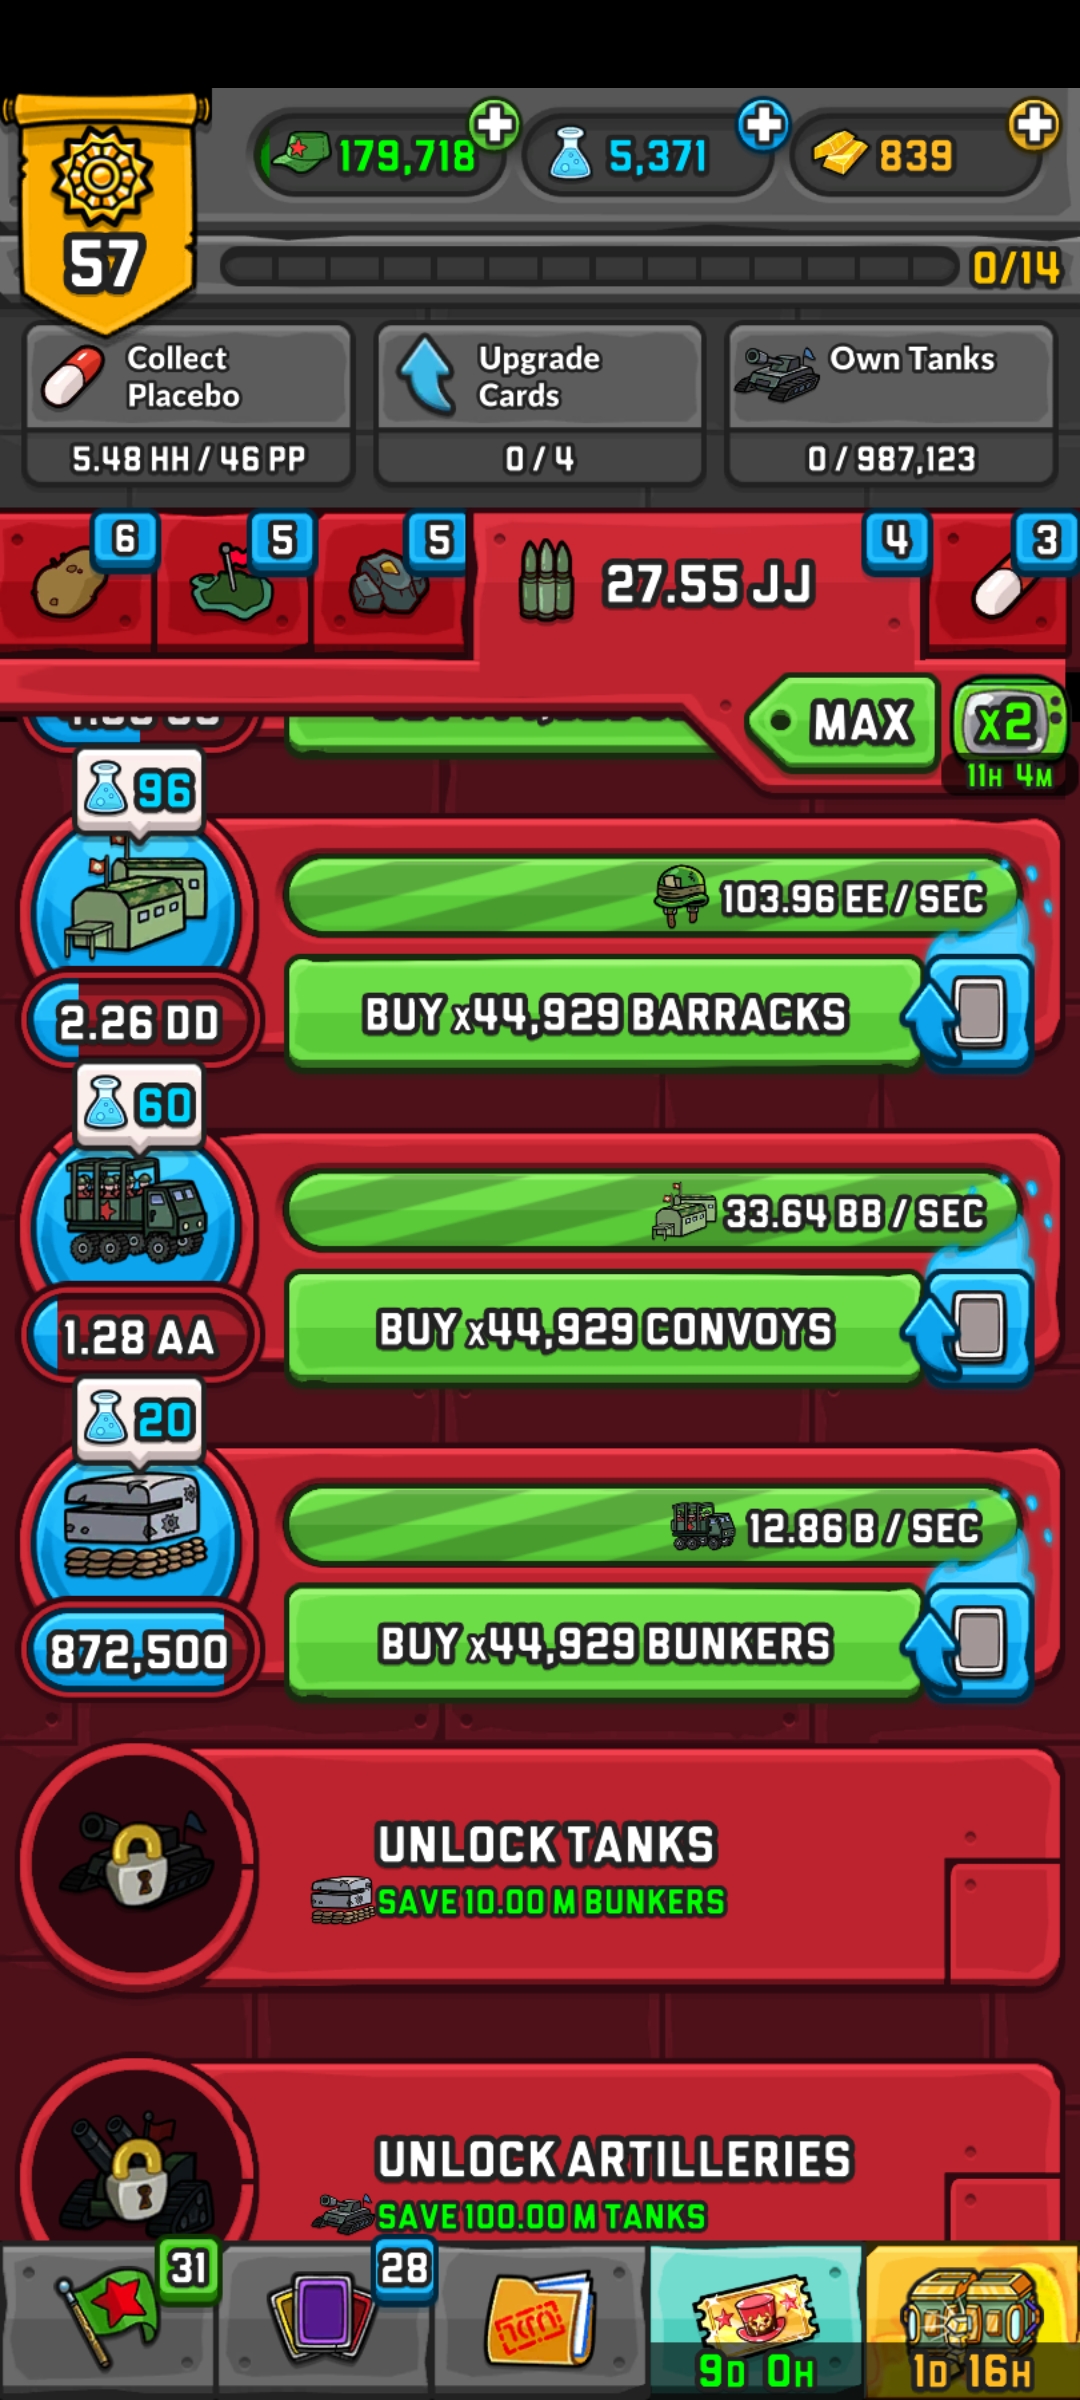 179,718
5,371
839
57
0/14
Collect Placebo
5.48 HH / 46 PP
Upgrade Cards
0 / 4
Own Tanks
0 / 987,123
6
5
5
27.55 JJ
4
3
MAX
x2
11H 4M
96
103.96 EE / SEC
2.26 DD
BUY x44,929 BARRACKS
60
33.64 BB / SEC
1.28 AA
BUY x44,929 CONVOYS
20
12.86 B / SEC
872,500
BUY x44,929 BUNKERS
UNLOCK TANKS
SAVE 10.00 M BUNKERS
UNLOCK ARTILLERIES
SAVE 100.00 M TANKS
31
28
9D 0H
1D 16H